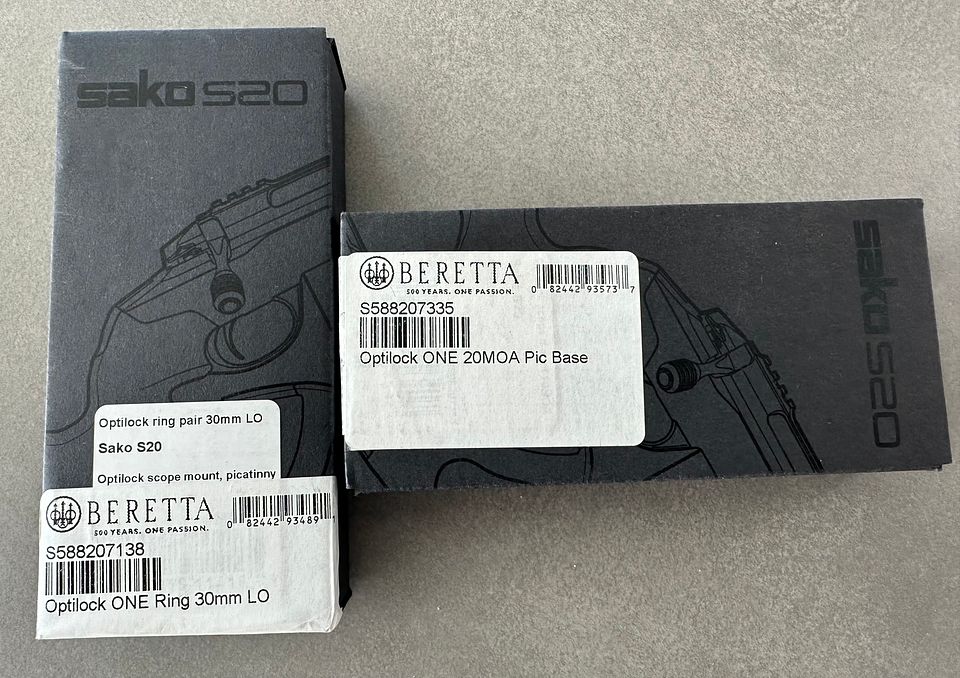 sako S20
Optilock ring pair 30mm LO
Sako S20
Optilock scope mount, picatinny
BERETTA
500 YEARS. ONE PASSION.
0 82442 93489
S588207138
Optilock ONE Ring 30mm LO
BERETTA
500 YEARS. ONE PASSION.
0 82442 93573 7
S588207335
Optilock ONE 20MOA Pic Base
sako S20